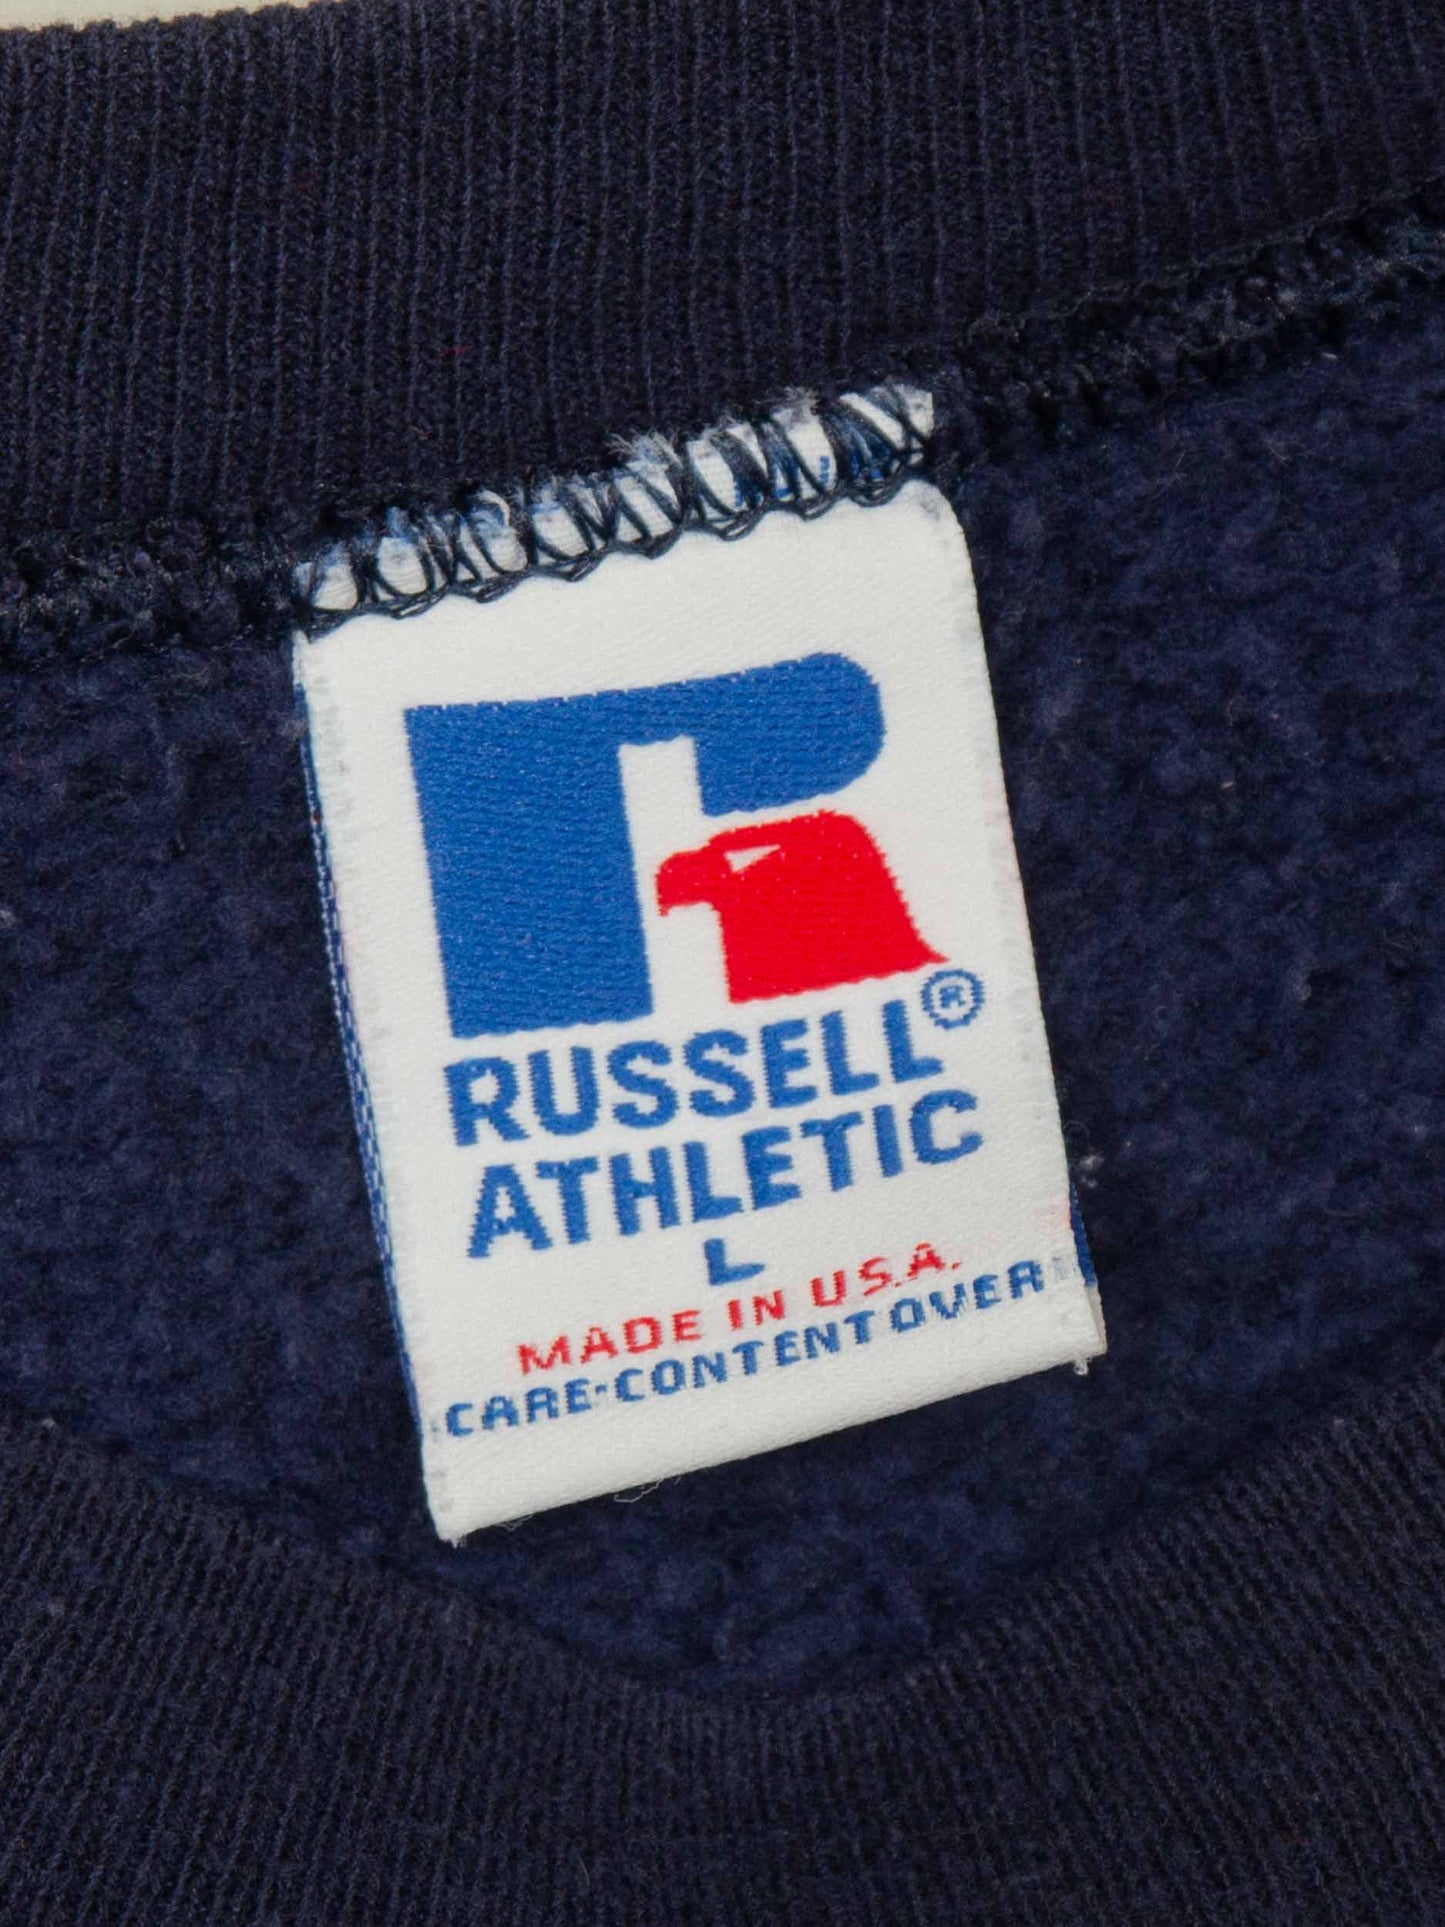 R
RUSSELL®
ATHLETIC
L
MADE IN U.S.A.
CARE-CONTENT OVER